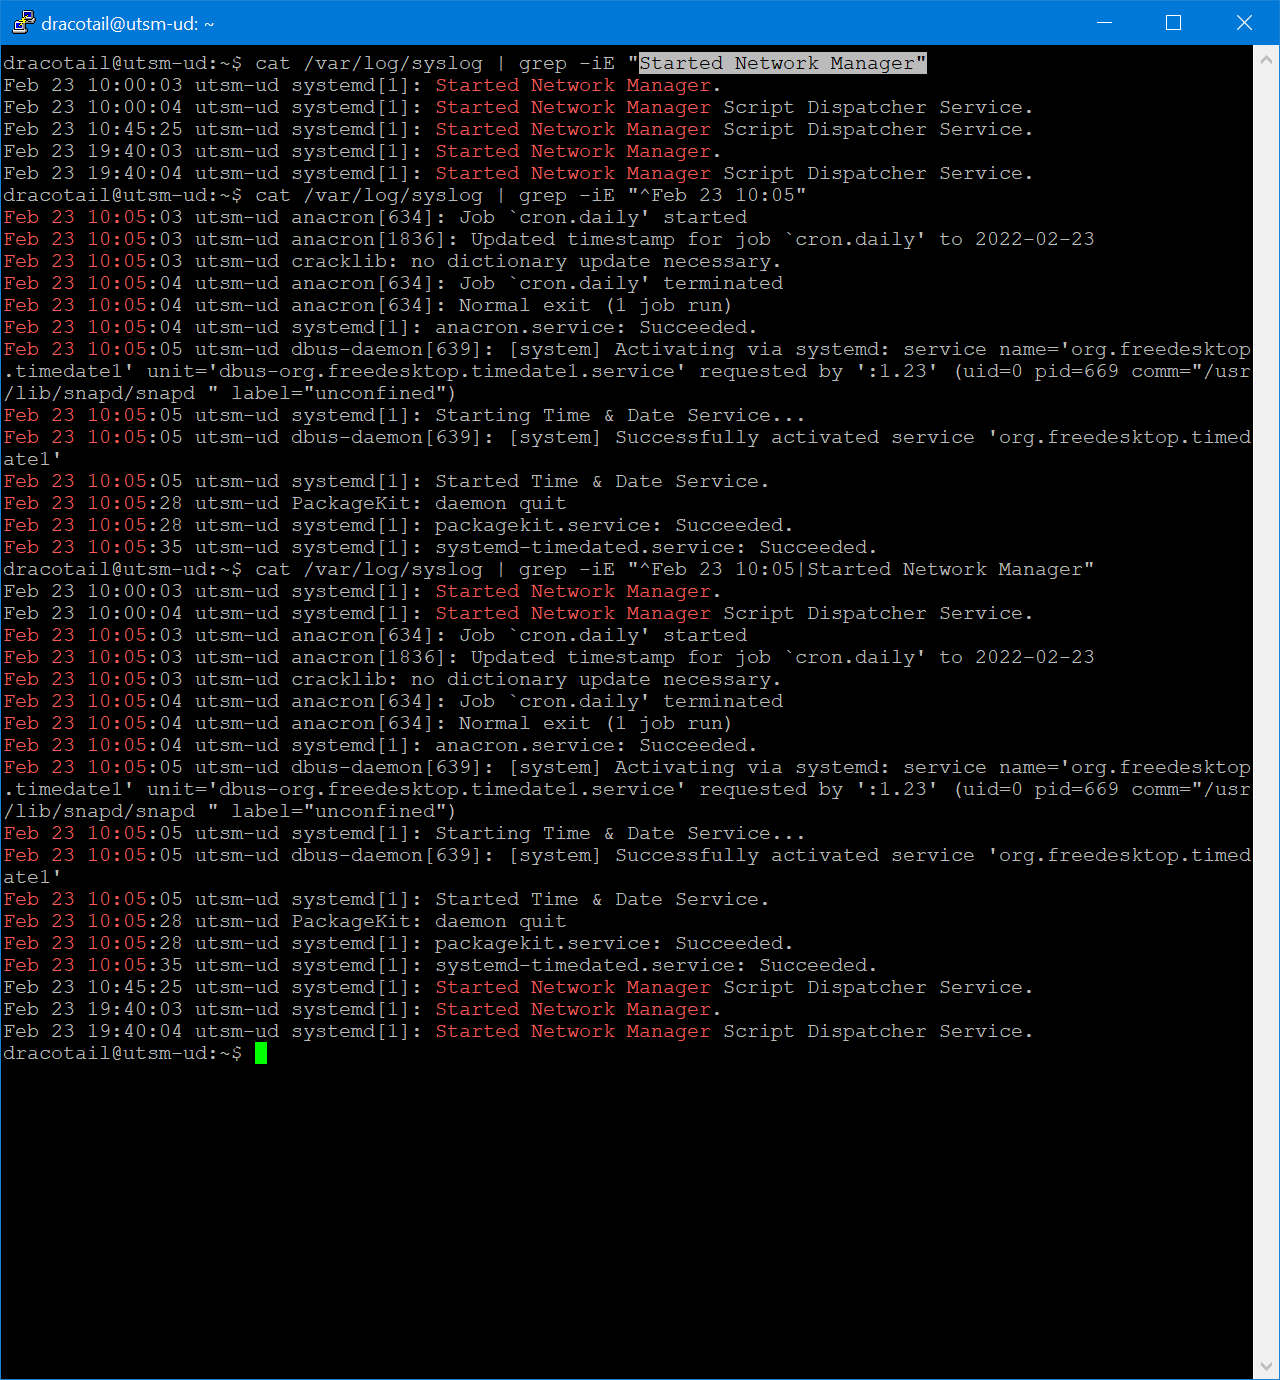 dracotail@utsm-ud: ~
dracotail@utsm-ud:~$ cat /var/log/syslog | grep -iE "Started Network Manager"
Feb 23 10:00:03 utsm-ud systemd[1]: Started Network Manager.
Feb 23 10:00:04 utsm-ud systemd[1]: Started Network Manager Script Dispatcher Service.
Feb 23 10:45:25 utsm-ud systemd[1]: Started Network Manager Script Dispatcher Service.
Feb 23 19:40:03 utsm-ud systemd[1]: Started Network Manager.
Feb 23 19:40:04 utsm-ud systemd[1]: Started Network Manager Script Dispatcher Service.
dracotail@utsm-ud:~$ cat /var/log/syslog | grep -iE "^Feb 23 10:05"
Feb 23 10:05:03 utsm-ud anacron[634]: Job `cron.daily' started
Feb 23 10:05:03 utsm-ud anacron[1836]: Updated timestamp for job `cron.daily' to 2022-02-23
Feb 23 10:05:03 utsm-ud cracklib: no dictionary update necessary.
Feb 23 10:05:04 utsm-ud anacron[634]: Job `cron.daily' terminated
Feb 23 10:05:04 utsm-ud anacron[634]: Normal exit (1 job run)
Feb 23 10:05:04 utsm-ud systemd[1]: anacron.service: Succeeded.
Feb 23 10:05:05 utsm-ud dbus-daemon[639]: [system] Activating via systemd: service name='org.freedesktop
.timedate1' unit='dbus-org.freedesktop.timedate1.service' requested by ':1.23' (uid=0 pid=669 comm="/usr
/lib/snapd/snapd " label="unconfined")
Feb 23 10:05:05 utsm-ud systemd[1]: Starting Time & Date Service...
Feb 23 10:05:05 utsm-ud dbus-daemon[639]: [system] Successfully activated service 'org.freedesktop.timed
ate1'
Feb 23 10:05:05 utsm-ud systemd[1]: Started Time & Date Service.
Feb 23 10:05:28 utsm-ud PackageKit: daemon quit
Feb 23 10:05:28 utsm-ud systemd[1]: packagekit.service: Succeeded.
Feb 23 10:05:35 utsm-ud systemd[1]: systemd-timedated.service: Succeeded.
dracotail@utsm-ud:~$ cat /var/log/syslog | grep -iE "^Feb 23 10:05|Started Network Manager"
Feb 23 10:00:03 utsm-ud systemd[1]: Started Network Manager.
Feb 23 10:00:04 utsm-ud systemd[1]: Started Network Manager Script Dispatcher Service.
Feb 23 10:05:03 utsm-ud anacron[634]: Job `cron.daily' started
Feb 23 10:05:03 utsm-ud anacron[1836]: Updated timestamp for job `cron.daily' to 2022-02-23
Feb 23 10:05:03 utsm-ud cracklib: no dictionary update necessary.
Feb 23 10:05:04 utsm-ud anacron[634]: Job `cron.daily' terminated
Feb 23 10:05:04 utsm-ud anacron[634]: Normal exit (1 job run)
Feb 23 10:05:04 utsm-ud systemd[1]: anacron.service: Succeeded.
Feb 23 10:05:05 utsm-ud dbus-daemon[639]: [system] Activating via systemd: service name='org.freedesktop
.timedate1' unit='dbus-org.freedesktop.timedate1.service' requested by ':1.23' (uid=0 pid=669 comm="/usr
/lib/snapd/snapd " label="unconfined")
Feb 23 10:05:05 utsm-ud systemd[1]: Starting Time & Date Service...
Feb 23 10:05:05 utsm-ud dbus-daemon[639]: [system] Successfully activated service 'org.freedesktop.timed
ate1'
Feb 23 10:05:05 utsm-ud systemd[1]: Started Time & Date Service.
Feb 23 10:05:28 utsm-ud PackageKit: daemon quit
Feb 23 10:05:28 utsm-ud systemd[1]: packagekit.service: Succeeded.
Feb 23 10:05:35 utsm-ud systemd[1]: systemd-timedated.service: Succeeded.
Feb 23 10:45:25 utsm-ud systemd[1]: Started Network Manager Script Dispatcher Service.
Feb 23 19:40:03 utsm-ud systemd[1]: Started Network Manager.
Feb 23 19:40:04 utsm-ud systemd[1]: Started Network Manager Script Dispatcher Service.
dracotail@utsm-ud:~$